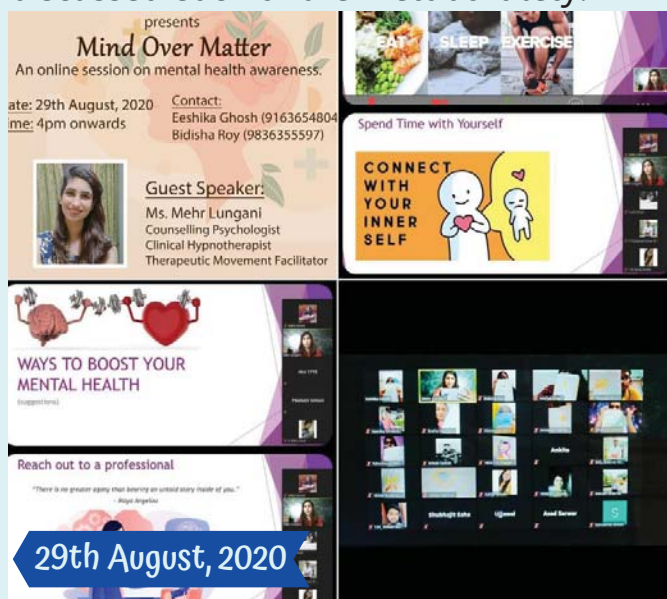 presents
Mind Over Matter
An online session on mental health awareness.
ate: 29th August, 2020
me: 4pm onwards
Contact:
Eeshika Ghosh (9163654804
Bidisha Roy (9836355597)
Guest Speaker:
Ms. Mehr Lungani
Counselling Psychologist
Clinical Hypnotherapist
Therapeutic Movement Facilitator
EAT
SLEEP
EXERCISE
Spend Time with Yourself
CONNECT
WITH
YOUR
INNER
SELF
WAYS TO BOOST YOUR
MENTAL HEALTH
(suggestions)
Reach out to a professional
"There is no greater agony than bearing an untold story inside of you."
- Maya Angelou
Ankita
Shubhojit Saha
Ujjwal
Asad Sarwar
S
29th August, 2020